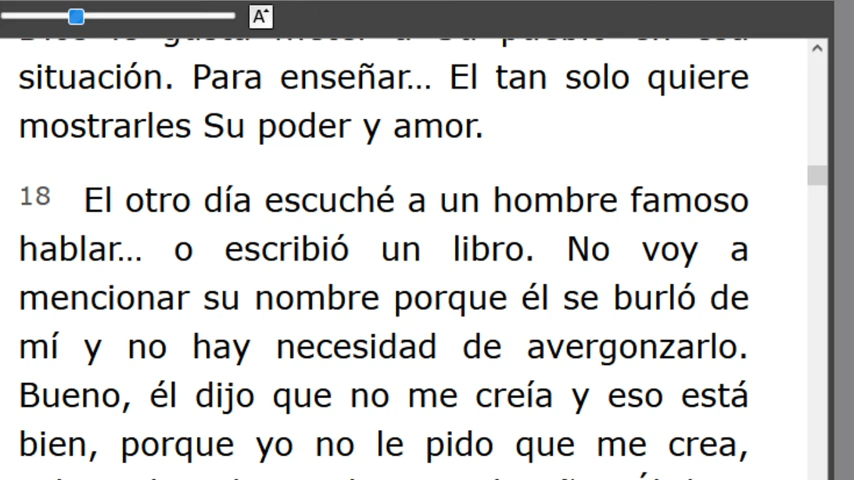 A
situación. Para enseñar... El tan solo quiere
mostrarles Su poder y amor.
18 El otro día escuché a un hombre famoso
hablar... o escribió un libro. No voy a
mencionar su nombre porque él se burló de
mí y no hay necesidad de avergonzarlo.
Bueno, él dijo que no me creía y eso está
bien, porque yo no le pido que me crea,